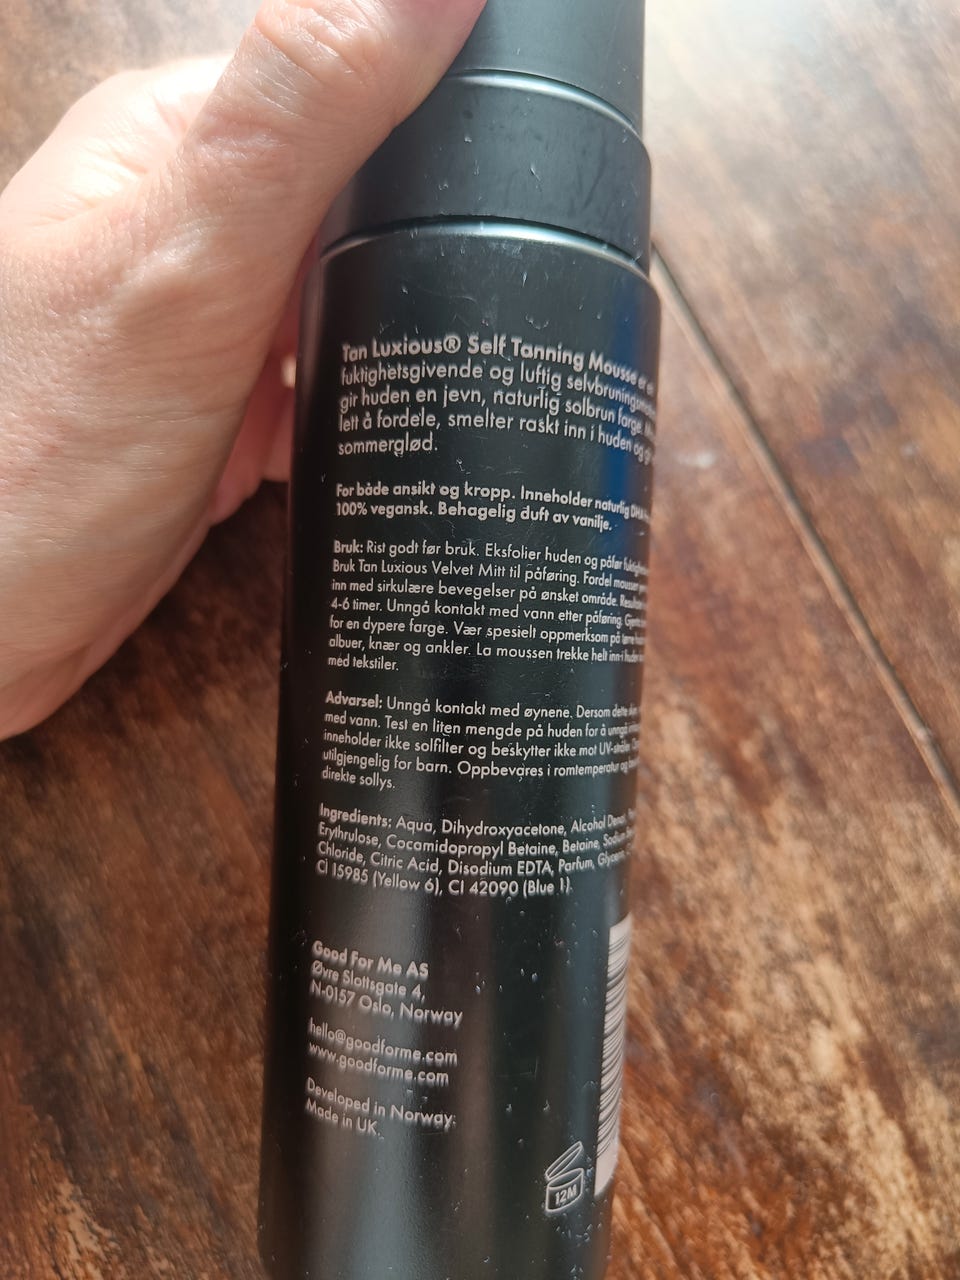 Tan Luxious® Self Tanning Mousse er
fuktighetsgivende og luftig
gir huden en jevn, naturlig solbrun farge.
lett å fordele, smelter raskt inn i huden og
sommerglød.
For både ansikt og kropp. Inneholder naturlig DHA
100% vegansk. Behagelig duft av vanilje.
Bruk: Rist godt før bruk. Eksfolier huden og påfør
Bruk Tan Luxious Velvet Mitt til påføring. Fordel moussen
inn med sirkulære bevegelser på ønsket område.
4-6 timer. Unngå kontakt med vann etter påføring.
for en dypere farge. Vær spesielt oppmerksom på
albuer, knær og ankler. La moussen trekke helt inn i huden
med tekstiler.
Advarsel: Unngå kontakt med øynene. Dersom dette
med vann. Test en liten mengde på huden for å unngå
inneholder ikke solfilter og beskytter ikke mot UV-stråler.
utilgjengelig for barn. Oppbevares i romtemperatur og
direkte sollys.
Ingredients: Aqua, Dihydroxyacetone, Alcohol Denat,
Erythrulose, Cocamidopropyl Betaine, Betaine, Sodium
Chloride, Citric Acid, Disodium EDTA, Parfum,
CI 15985 (Yellow 6), CI 42090 (Blue 1).
Good For Me AS
Øvre Slottsgate 4,
N-0157 Oslo, Norway
hello@goodforme.com
www.goodforme.com
Developed in Norway.
Made in UK.
12M